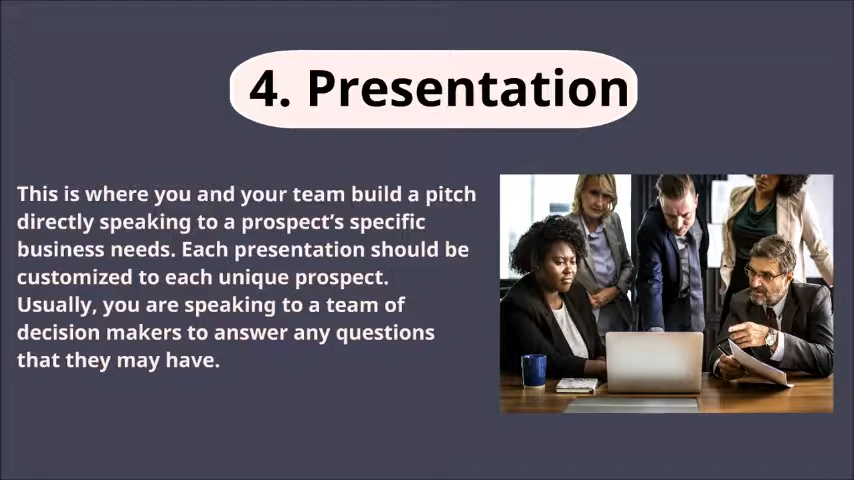 4. Presentation
This is where you and your team build a pitch
directly speaking to a prospect’s specific
business needs. Each presentation should be
customized to each unique prospect.
Usually, you are speaking to a team of
decision makers to answer any questions
that they may have.